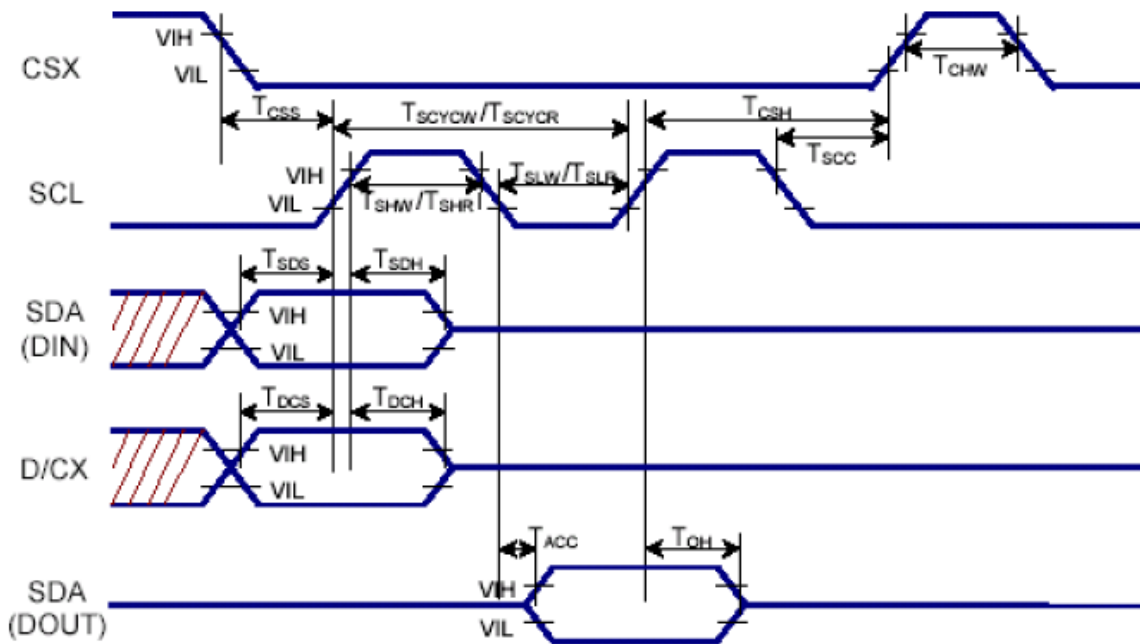 CSX
VIH
VIL
TCSS
TSCYCW/TSCYCR
TCSH
TCHW
TSCC
SCL
VIH
VIL
TSHW/TSHR
TSLW/TSLR
TSDS
TSDH
SDA
(DIN)
VIH
VIL
TDCS
TDCH
D/CX
VIH
VIL
TACC
TOH
SDA
(DOUT)
VIH
VIL